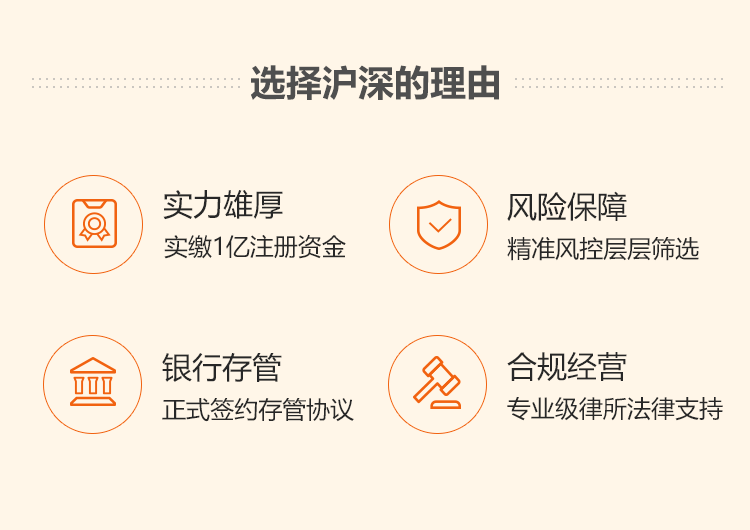 选择沪深的理由
实力雄厚
实缴1亿注册资金
风险保障
精准风控层层筛选
银行存管
正式签约存管协议
合规经营
专业级律所法律支持